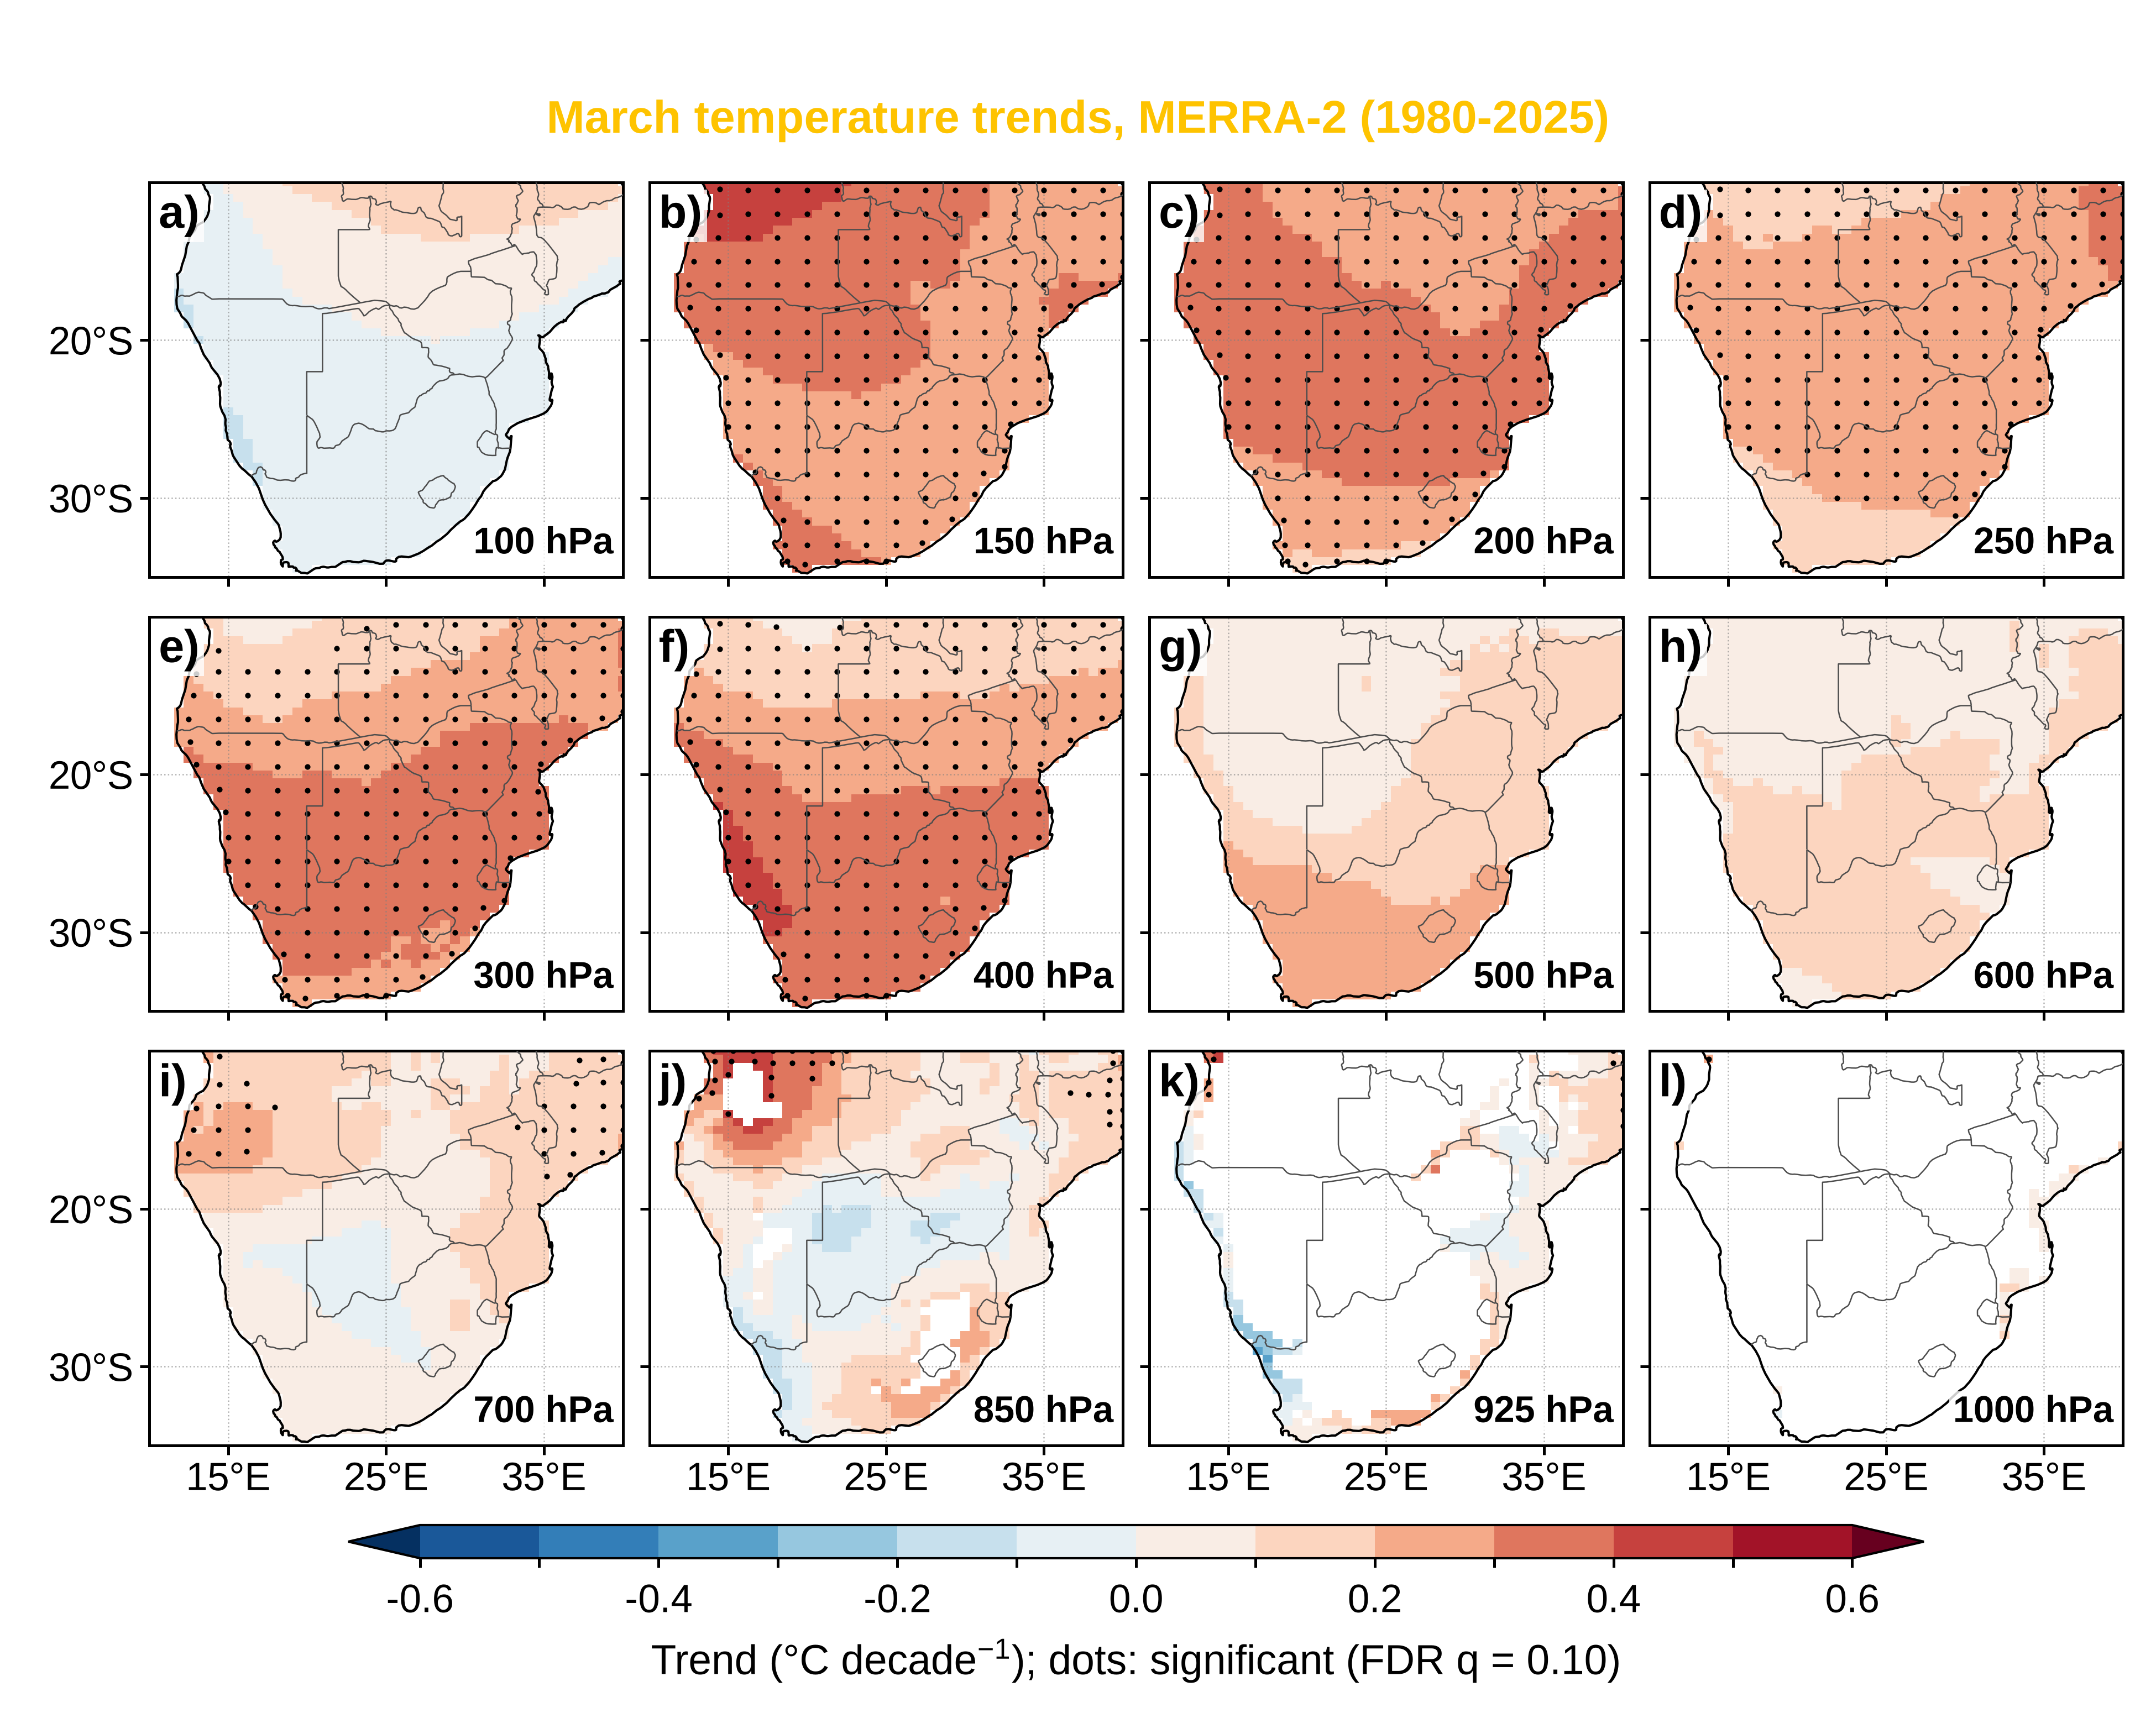 March temperature trends, MERRA-2 (1980-2025)
a) b) c) d)
20°S
30°S
100 hPa 150 hPa 200 hPa 250 hPa
e) f) g) h)
20°S
30°S
300 hPa 400 hPa 500 hPa 600 hPa
i) j) k) l)
20°S
30°S
700 hPa 850 hPa 925 hPa 1000 hPa
15°E 25°E 35°E 15°E 25°E 35°E 15°E 25°E 35°E 15°E 25°E 35°E
-0.6 -0.4 -0.2 0.0 0.2 0.4 0.6
Trend (°C decade⁻¹); dots: significant (FDR q = 0.10)